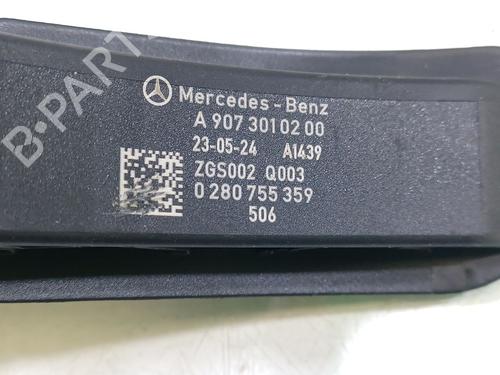 B-PARTS
Mercedes-Benz
A 907 301 02 00
23-05-24 A1439
ZGS002 Q003
0 280 755 359
506